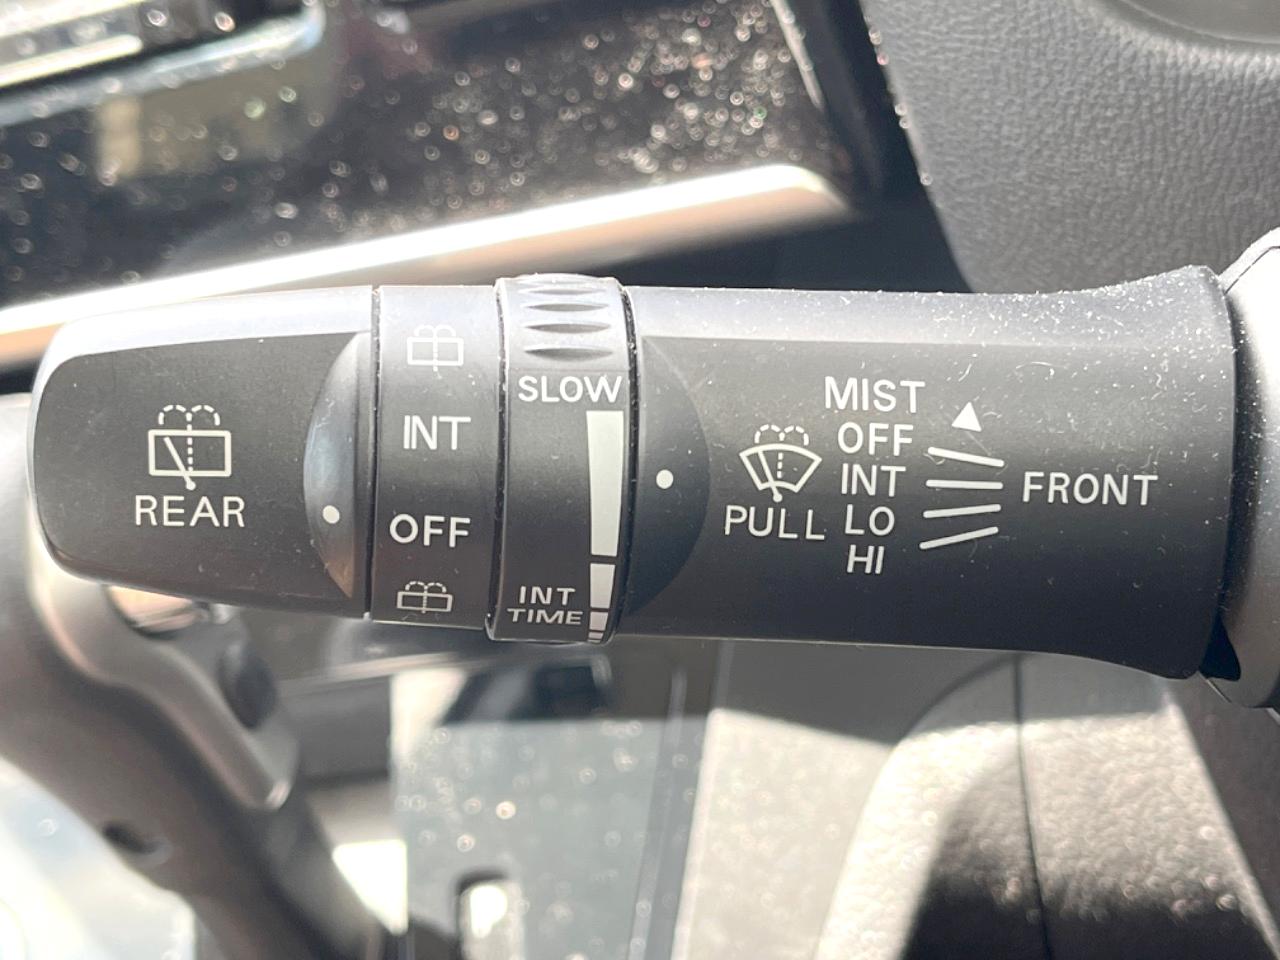 REAR
INT
OFF
SLOW
INT
TIME
PULL
MIST
OFF
INT
LO
HI
FRONT